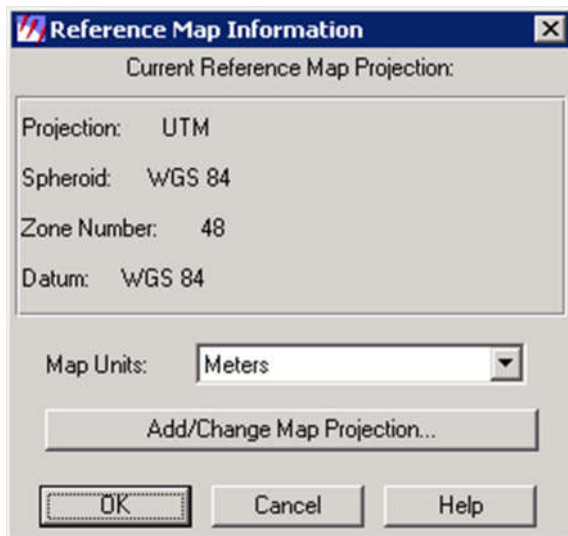 Reference Map Information
Current Reference Map Projection:
Projection: UTM
Spheroid: WGS 84
Zone Number: 48
Datum: WGS 84
Map Units: Meters
Add/Change Map Projection...
OK Cancel Help